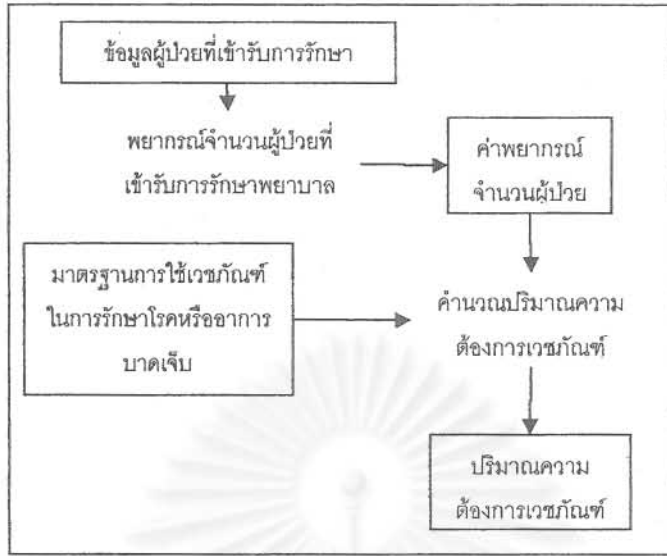 ข้อมูลผู้ป่วยที่เข้ารับการรักษา
พยากรณ์จำนวนผู้ป่วยที่
เข้ารับการรักษาพยาบาล
ค่าพยากรณ์
จำนวนผู้ป่วย
มาตรฐานการใช้เวชภัณฑ์
ในการรักษาโรคหรืออาการ
บาดเจ็บ
คำนวณปริมาณความ
ต้องการเวชภัณฑ์
ปริมาณความ
ต้องการเวชภัณฑ์